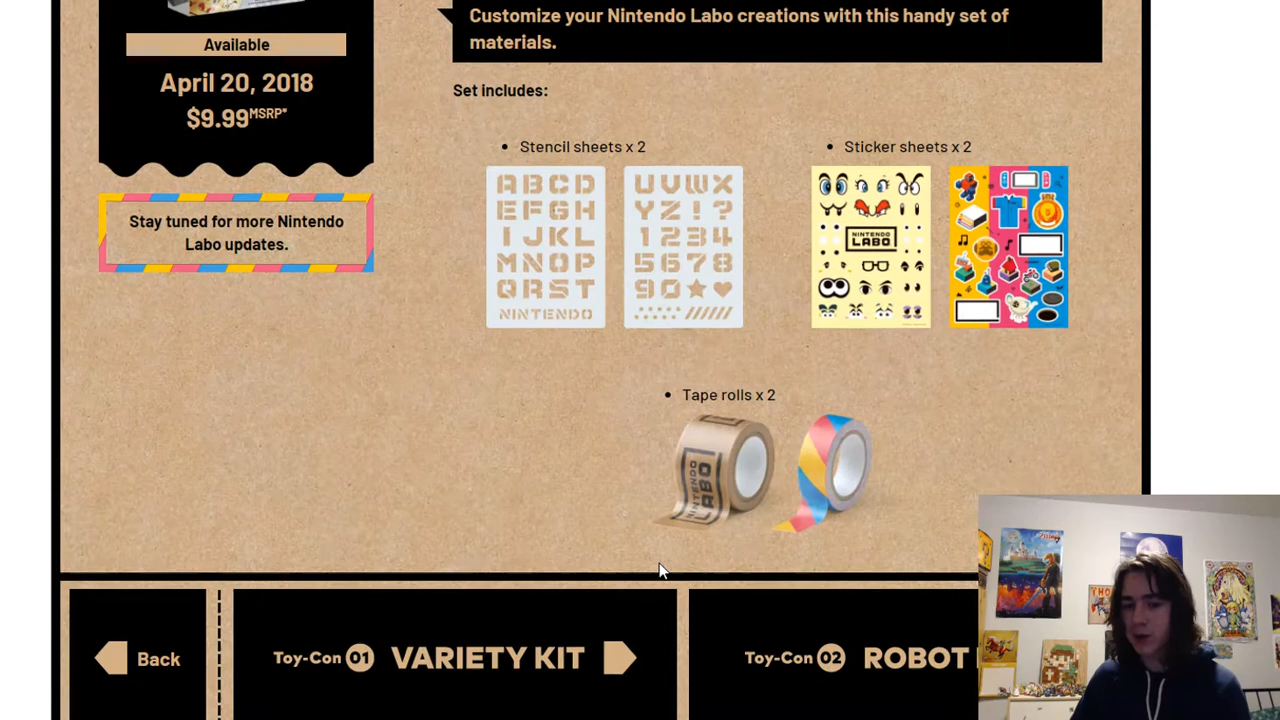 Customize your Nintendo Labo creations with this handy set of
materials.
Available
April 20, 2018
$9.99MSRP*
Stay tuned for more Nintendo
Labo updates.
Set includes:
• Stencil sheets x 2
ABCD
EFGH
IJKL
MNOP
QRST
NINTENDO
UVWX
YZ!?
1234
5678
90★♥
• Sticker sheets x 2
NINTENDO
LABO
• Tape rolls x 2
NINTENDO
LABO
Back
Toy-Con 01 VARIETY KIT
Toy-Con 02 ROBOT